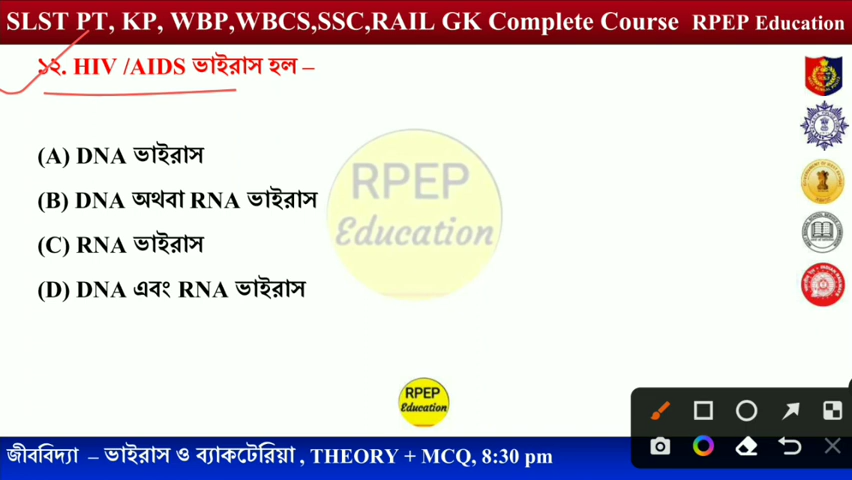 SLST PT, KP, WBP,WBCS,SSC,RAIL GK Complete Course RPEP Education
১২. HIV /AIDS ভাইরাস হল –
(A) DNA ভাইরাস
(B) DNA অথবা RNA ভাইরাস
(C) RNA ভাইরাস
(D) DNA এবং RNA ভাইরাস
RPEP
Education
RPEP
Education
জীববিদ্যা – ভাইরাস ও ব্যাকটেরিয়া , THEORY + MCQ, 8:30 pm